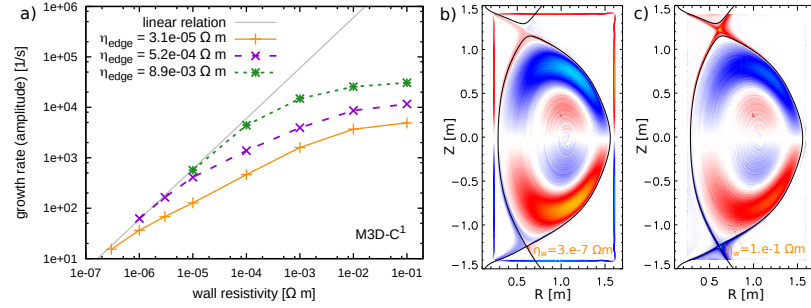 a)
growth rate (amplitude) [1/s]
1e+06
1e+05
1e+04
1e+03
1e+02
1e+01
linear relation
η_edge = 3.1e-05 Ω m
η_edge = 5.2e-04 Ω m
η_edge = 8.9e-03 Ω m
M3D-C¹
1e-07 1e-06 1e-05 1e-04 1e-03 1e-02 1e-01
wall resistivity [Ω m]
b)
Z [m]
1.5
1.0
0.5
0.0
−0.5
−1.0
−1.5
η_w=3.e-7 Ωm
0.5 1.0 1.5
R [m]
c)
Z [m]
1.5
1.0
0.5
0.0
−0.5
−1.0
−1.5
η_w=1.e-1 Ωm
0.5 1.0 1.5
R [m]